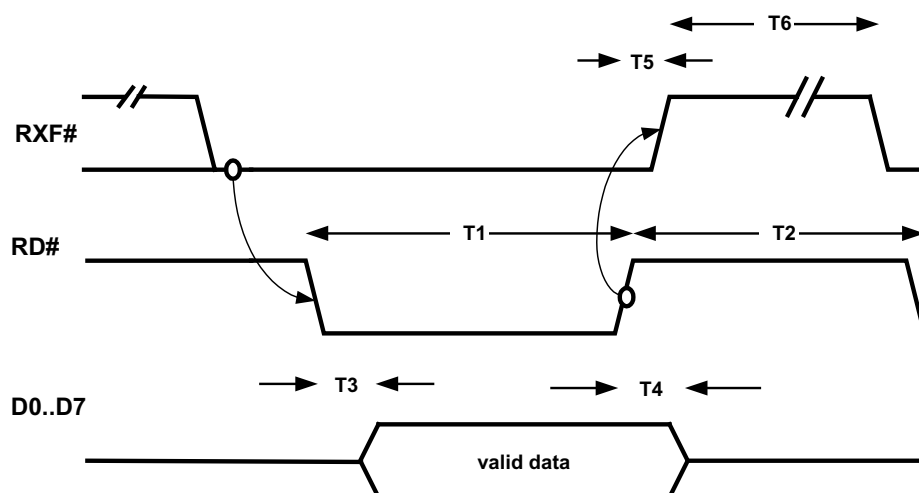 T6
T5
RXF#
T1
T2
RD#
T3
T4
D0..D7
valid data